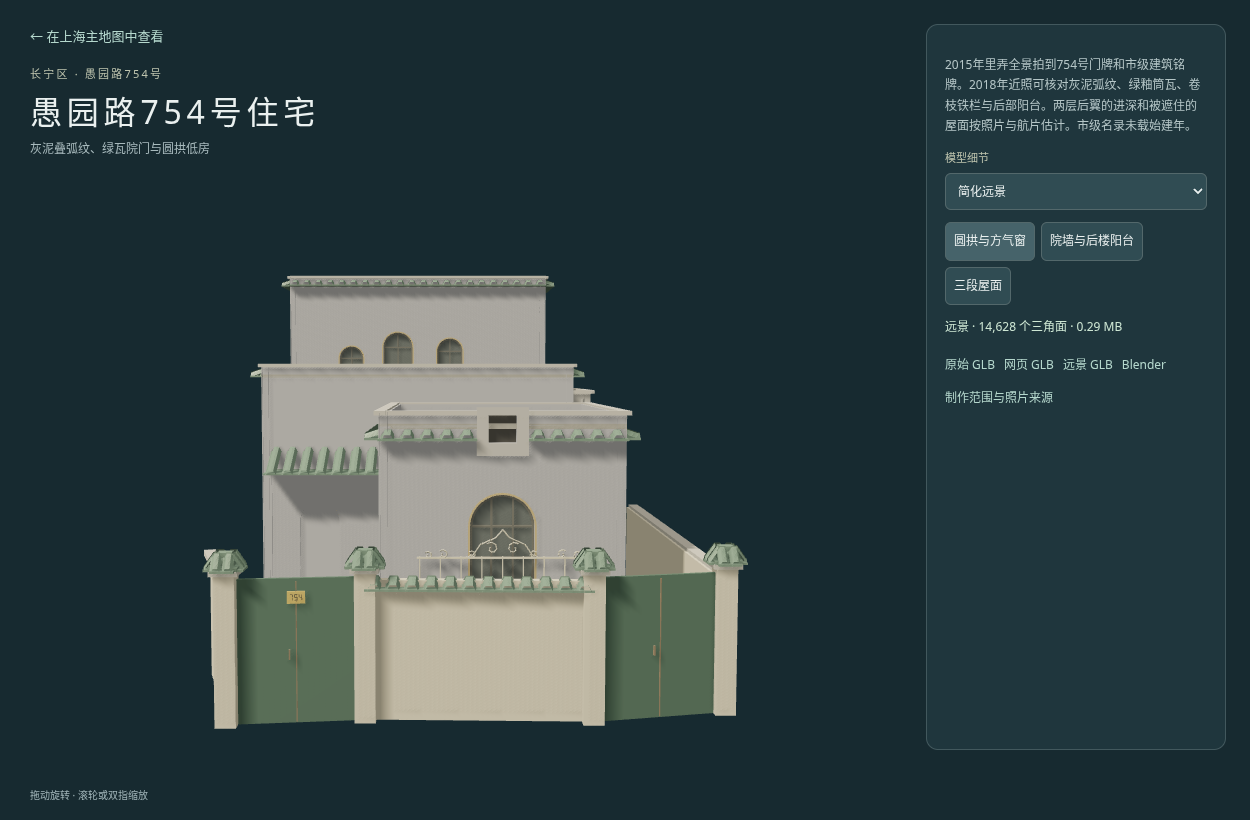 ← 在上海主地图中查看
长宁区 · 愚园路754号
愚园路754号住宅
灰泥叠弧纹、绿瓦院门与圆拱低房
754
拖动旋转 · 滚轮或双指缩放
2015年里弄全景拍到754号门牌和市级建筑铭
牌。2018年近照可核对灰泥弧纹、绿釉筒瓦、卷
枝铁栏与后部阳台。两层后翼的进深和被遮住的
屋面按照片与航片估计。市级名录未载始建年。
模型细节
简化远景
圆拱与方气窗
院墙与后楼阳台
三段屋面
远景 · 14,628 个三角面 · 0.29 MB
原始 GLB 网页 GLB 远景 GLB Blender
制作范围与照片来源